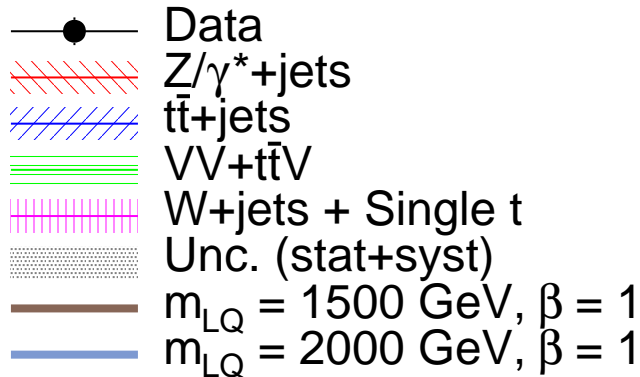 Data
Z/γ*+jets
tt̄+jets
VV+tt̄V
W+jets + Single t
Unc. (stat+syst)
m_LQ = 1500 GeV, β = 1
m_LQ = 2000 GeV, β = 1